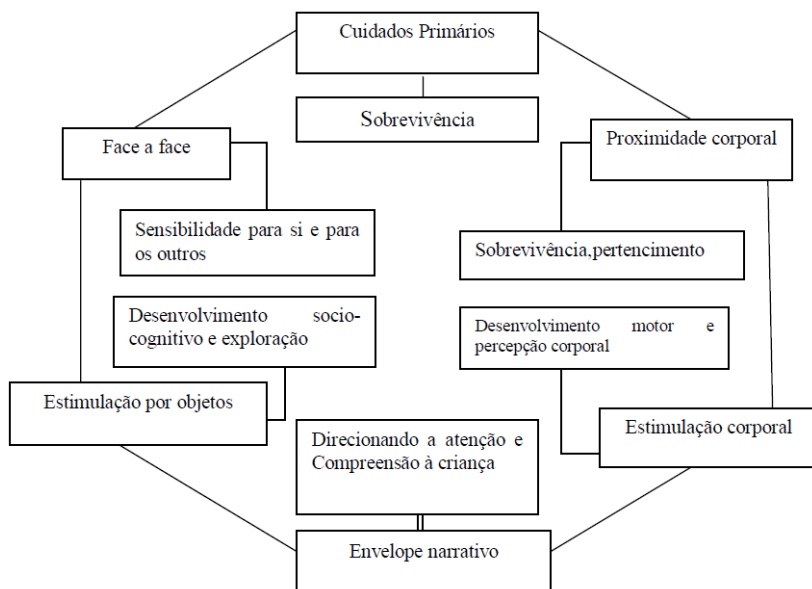 Cuidados Primários
Sobrevivência
Face a face
Proximidade corporal
Sensibilidade para si e para
os outros
Sobrevivência,pertencimento
Desenvolvimento socio-
cognitivo e exploração
Desenvolvimento motor e
percepção corporal
Estimulação por objetos
Estimulação corporal
Direcionando a atenção e
Compreensão à criança
Envelope narrativo